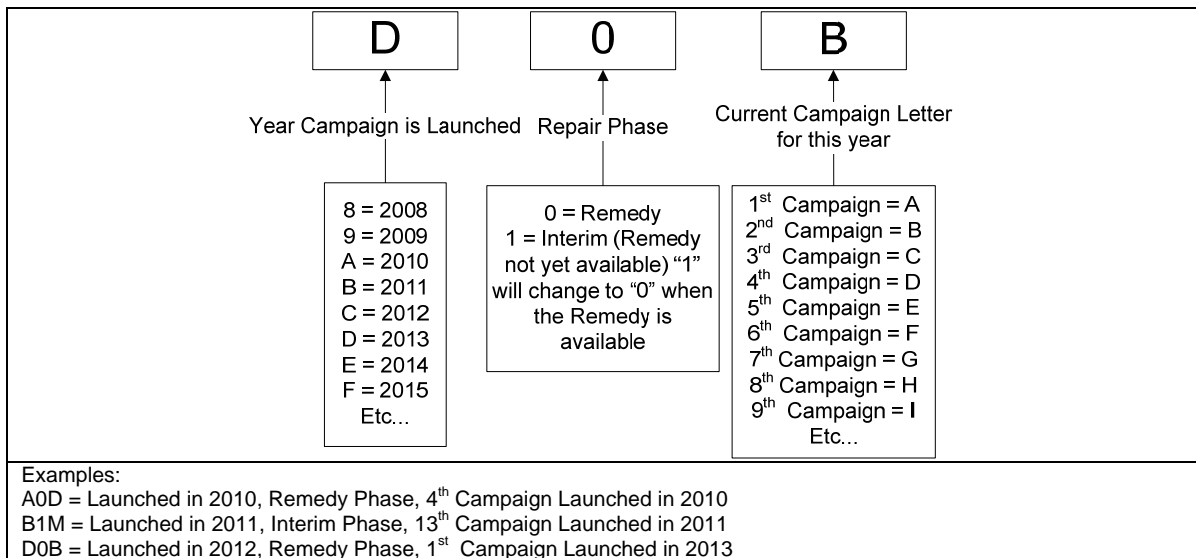 D
0
B
Year Campaign is Launched
Repair Phase
Current Campaign Letter
for this year
8 = 2008
9 = 2009
A = 2010
B = 2011
C = 2012
D = 2013
E = 2014
F = 2015
Etc...
0 = Remedy
1 = Interim (Remedy
not yet available) “1”
will change to “0” when
the Remedy is
available
1st Campaign = A
2nd Campaign = B
3rd Campaign = C
4th Campaign = D
5th Campaign = E
6th Campaign = F
7th Campaign = G
8th Campaign = H
9th Campaign = I
Etc...
Examples:
A0D = Launched in 2010, Remedy Phase, 4th Campaign Launched in 2010
B1M = Launched in 2011, Interim Phase, 13th Campaign Launched in 2011
D0B = Launched in 2012, Remedy Phase, 1st Campaign Launched in 2013